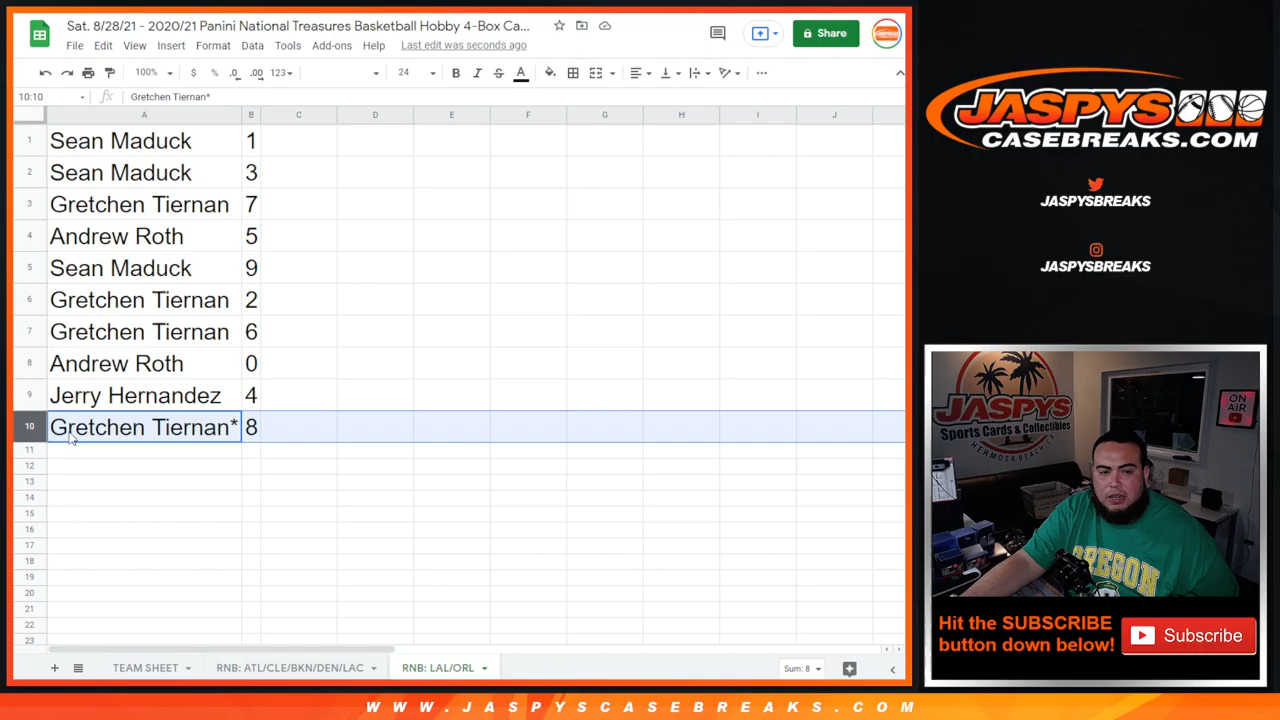 Sat. 8/28/21 - 2020/21 Panini National Treasures Basketball Hobby 4-Box Ca...
File Edit View Insert Format Data Tools Add-ons Help Last edit was seconds ago
Share
100% $ % .0 .00 123 24 B I S A
10:10 fx Gretchen Tiernan*
A B C D E F G H I J
1 Sean Maduck 1
2 Sean Maduck 3
3 Gretchen Tiernan 7
4 Andrew Roth 5
5 Sean Maduck 9
6 Gretchen Tiernan 2
7 Gretchen Tiernan 6
8 Andrew Roth 0
9 Jerry Hernandez 4
10 Gretchen Tiernan* 8
11
12
13
14
15
16
17
18
19
20
21
22
23
TEAM SHEET RNB: ATL/CLE/BKN/DEN/LAC RNB: LAL/ORL Sum: 8
JASPYS
CASEBREAKS.COM
JASPYSBREAKS
JASPYSBREAKS
JASPYS
Sports Cards & Collectibles
HERMOSA BEACH, CA
ON AIR
OREGON
Hit the SUBSCRIBE
button down below!
Subscribe
WWW.JASPYSCASEBREAKS.COM